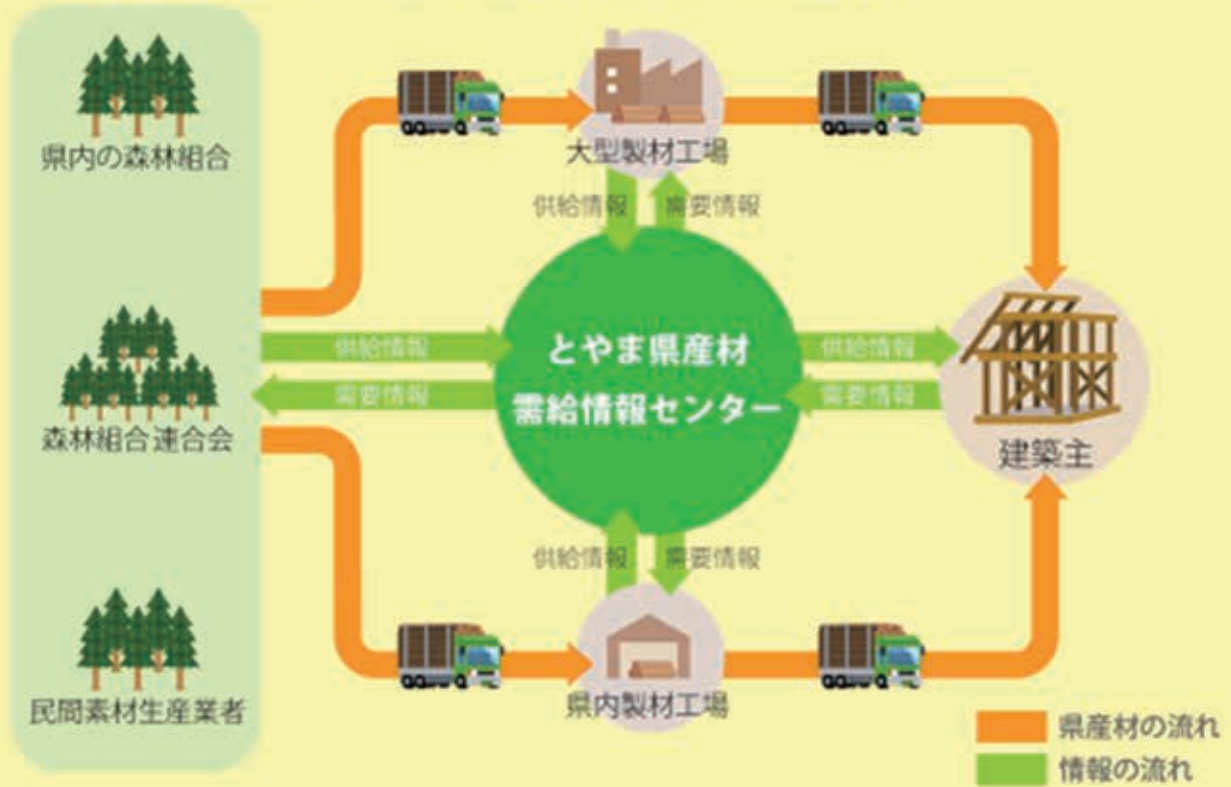 県内の森林組合
大型製材工場
供給情報
需要情報
とやま県産材
需給情報センター
供給情報
需要情報
供給情報
需要情報
森林組合連合会
建築主
供給情報
需要情報
民間素材生産業者
県内製材工場
県産材の流れ
情報の流れ